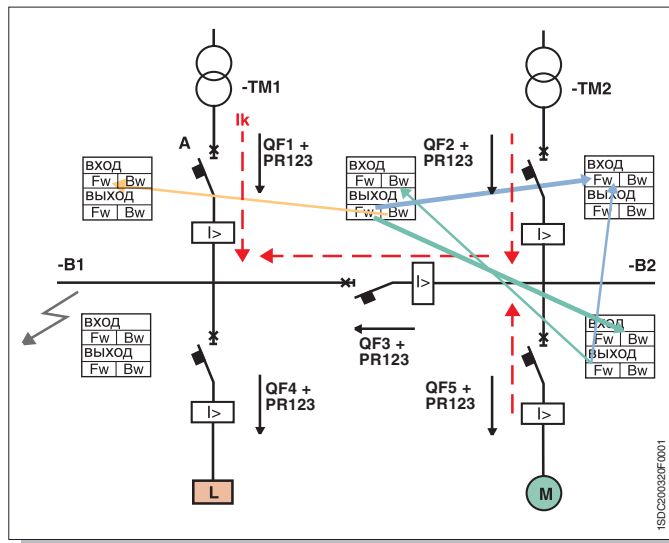 -TM1
-TM2
Ik
A
QF1 +
PR123
QF2 +
PR123
ВХОД
Fw Bw
ВЫХОД
Fw Bw
ВХОД
Fw Bw
ВЫХОД
Fw Bw
ВХОД
Fw Bw
ВЫХОД
Fw Bw
I>
I>
-B1
-B2
I>
ВХОД
Fw Bw
ВЫХОД
Fw Bw
ВХОД
Fw Bw
ВЫХОД
Fw Bw
QF3 +
PR123
QF4 +
PR123
QF5 +
PR123
I>
I>
L
M
1SDC200320F0001